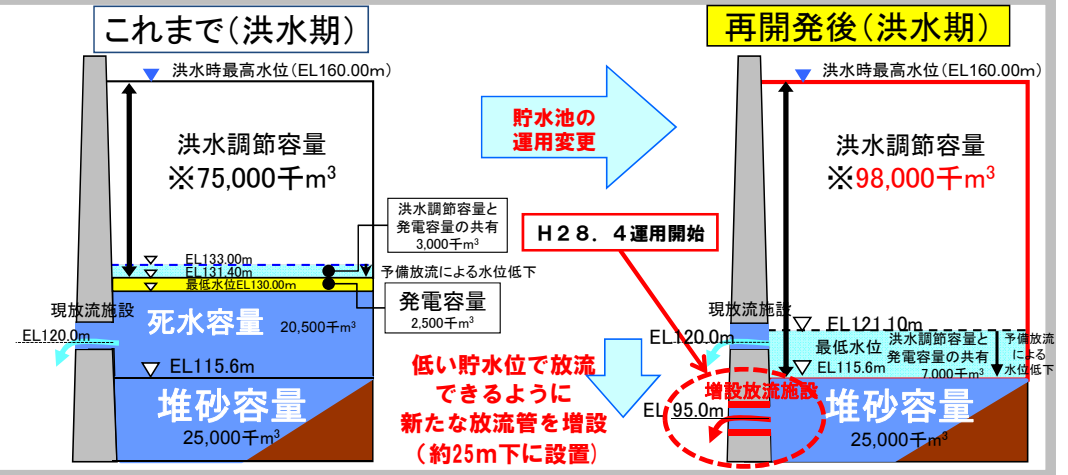 これまで（洪水期）
洪水時最高水位（EL160.00m）
洪水調節容量
※75,000千m³
洪水調節容量と
発電容量の共有
3,000千m³
EL133.00m
EL131.40m
予備放流による水位低下
最低水位EL130.00m
発電容量
2,500千m³
現放流施設
EL120.0m
死水容量
20,500千m³
EL115.6m
堆砂容量
25,000千m³
貯水池の
運用変更
H28．4運用開始
低い貯水位で放流
できるように
新たな放流管を増設
（約25m下に設置）
再開発後（洪水期）
洪水時最高水位（EL160.00m）
洪水調節容量
※98,000千m³
現放流施設
EL120.0m
EL121.10m
最低水位
EL115.6m
洪水調節容量と
発電容量の共有
7,000千m³
予備放流
による
水位低下
増設放流施設
EL 95.0m
堆砂容量
25,000千m³